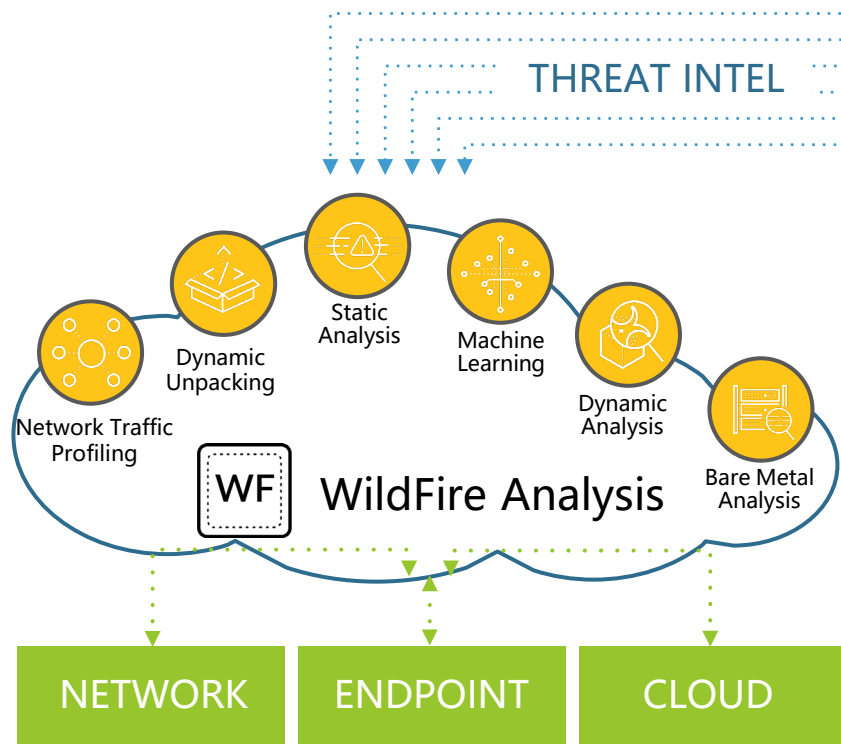 THREAT INTEL
Static
Analysis
Machine
Learning
Dynamic
Unpacking
Dynamic
Analysis
Network Traffic
Profiling
Bare Metal
Analysis
WF
WildFire Analysis
NETWORK
ENDPOINT
CLOUD